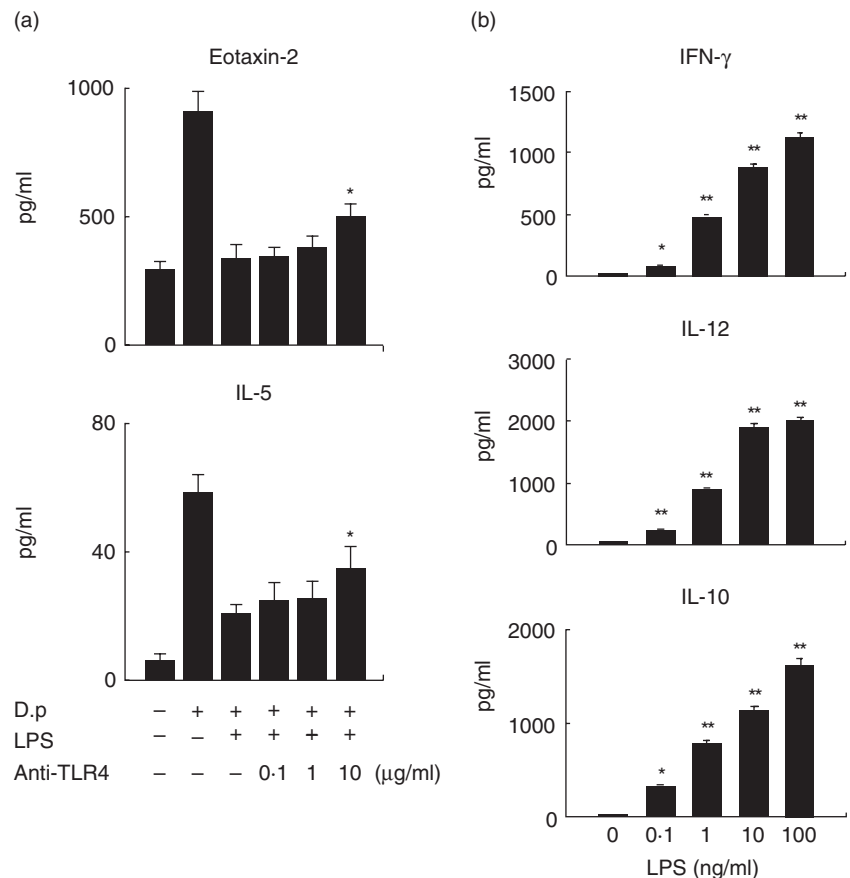 (a)
Eotaxin-2
1000
500
0
pg/ml
*
IL-5
80
40
0
pg/ml
*
D.p – + + + + +
LPS – – + + + +
Anti-TLR4 – – – 0·1 1 10 (μg/ml)
(b)
IFN-γ
1500
1000
500
0
pg/ml
* ** ** **
IL-12
3000
2000
1000
0
pg/ml
** ** ** **
IL-10
2000
1000
0
pg/ml
* ** ** **
0 0·1 1 10 100
LPS (ng/ml)